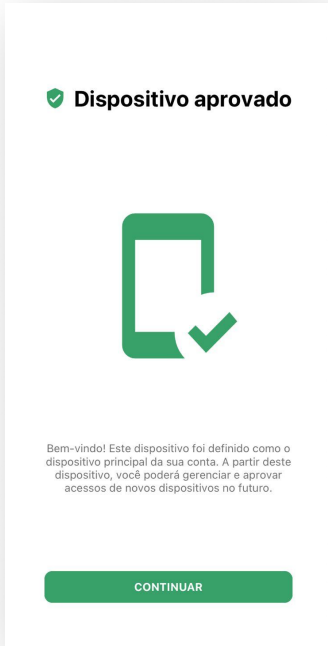 Dispositivo aprovado
Bem-vindo! Este dispositivo foi definido como o
dispositivo principal da sua conta. A partir deste
dispositivo, você poderá gerenciar e aprovar
acessos de novos dispositivos no futuro.
CONTINUAR